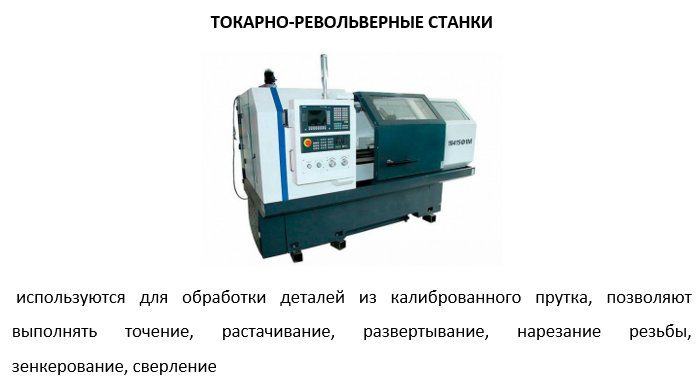 ТОКАРНО-РЕВОЛЬВЕРНЫЕ СТАНКИ
используются для обработки деталей из калиброванного прутка, позволяют
выполнять точение, растачивание, развертывание, нарезание резьбы,
зенкерование, сверление